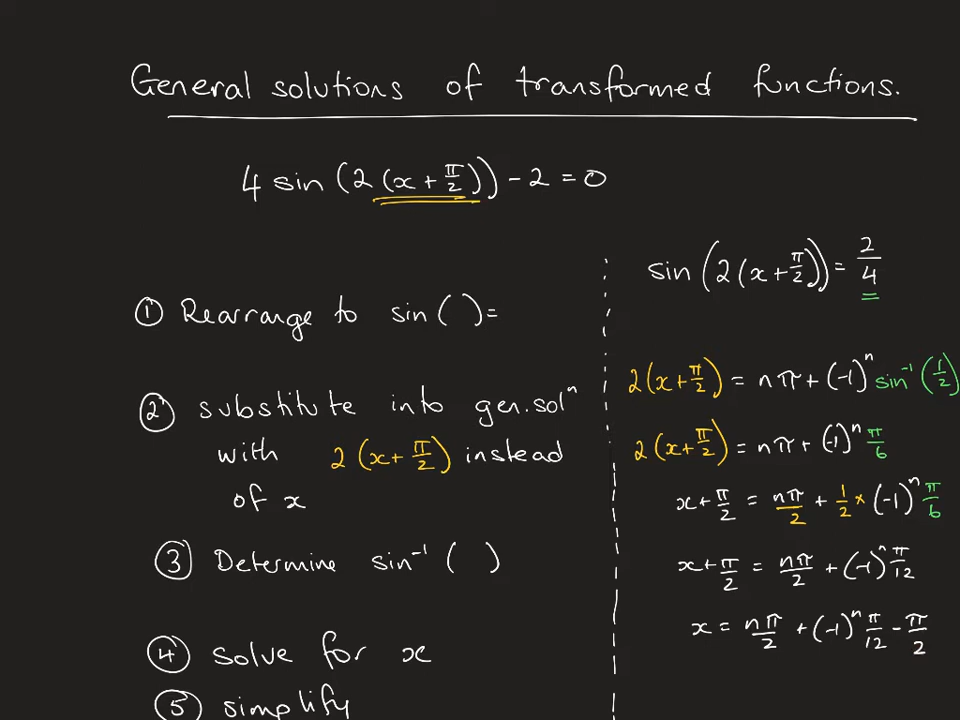 General solutions of transformed functions.
4 sin (2 (x + π/2)) - 2 = 0
① Rearrange to sin ( ) =
② substitute into gen. solⁿ
with 2 (x + π/2) instead
of x
③ Determine sin⁻¹ ( )
④ solve for x
⑤ simplify
sin (2 (x + π/2)) = 2/4
2 (x + π/2) = nπ + (-1)ⁿ sin⁻¹ (1/2)
2 (x + π/2) = nπ + (-1)ⁿ π/6
x + π/2 = nπ/2 + 1/2 × (-1)ⁿ π/6
x + π/2 = nπ/2 + (-1)ⁿ π/12
x = nπ/2 + (-1)ⁿ π/12 - π/2